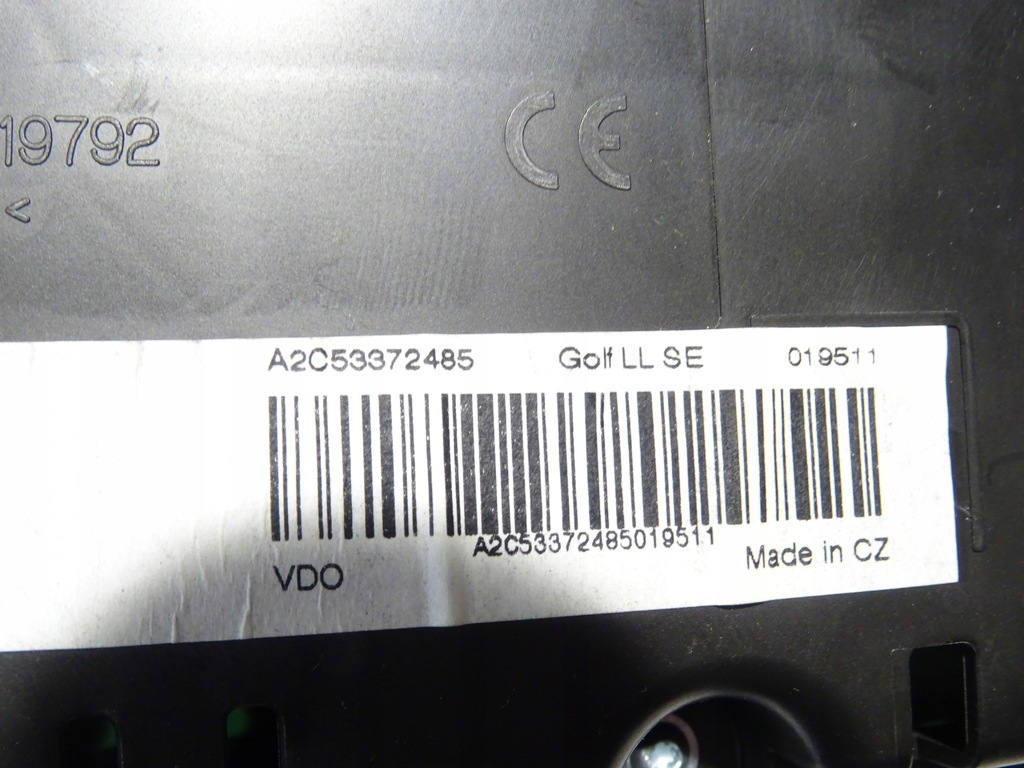 19792
CE
<
A2C53372485 Golf LL SE 019511
A2C53372485019511
VDO Made in CZ